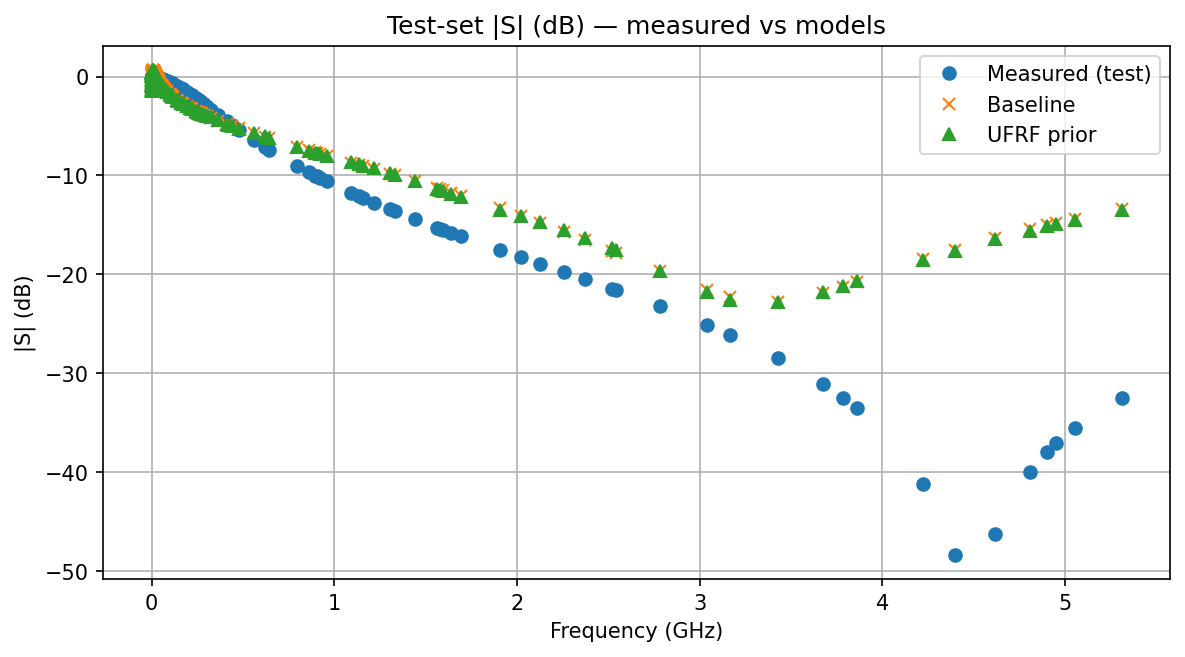 Test-set |S| (dB) — measured vs models
Measured (test)
Baseline
UFRF prior
|S| (dB)
0
−10
−20
−30
−40
−50
0 1 2 3 4 5
Frequency (GHz)